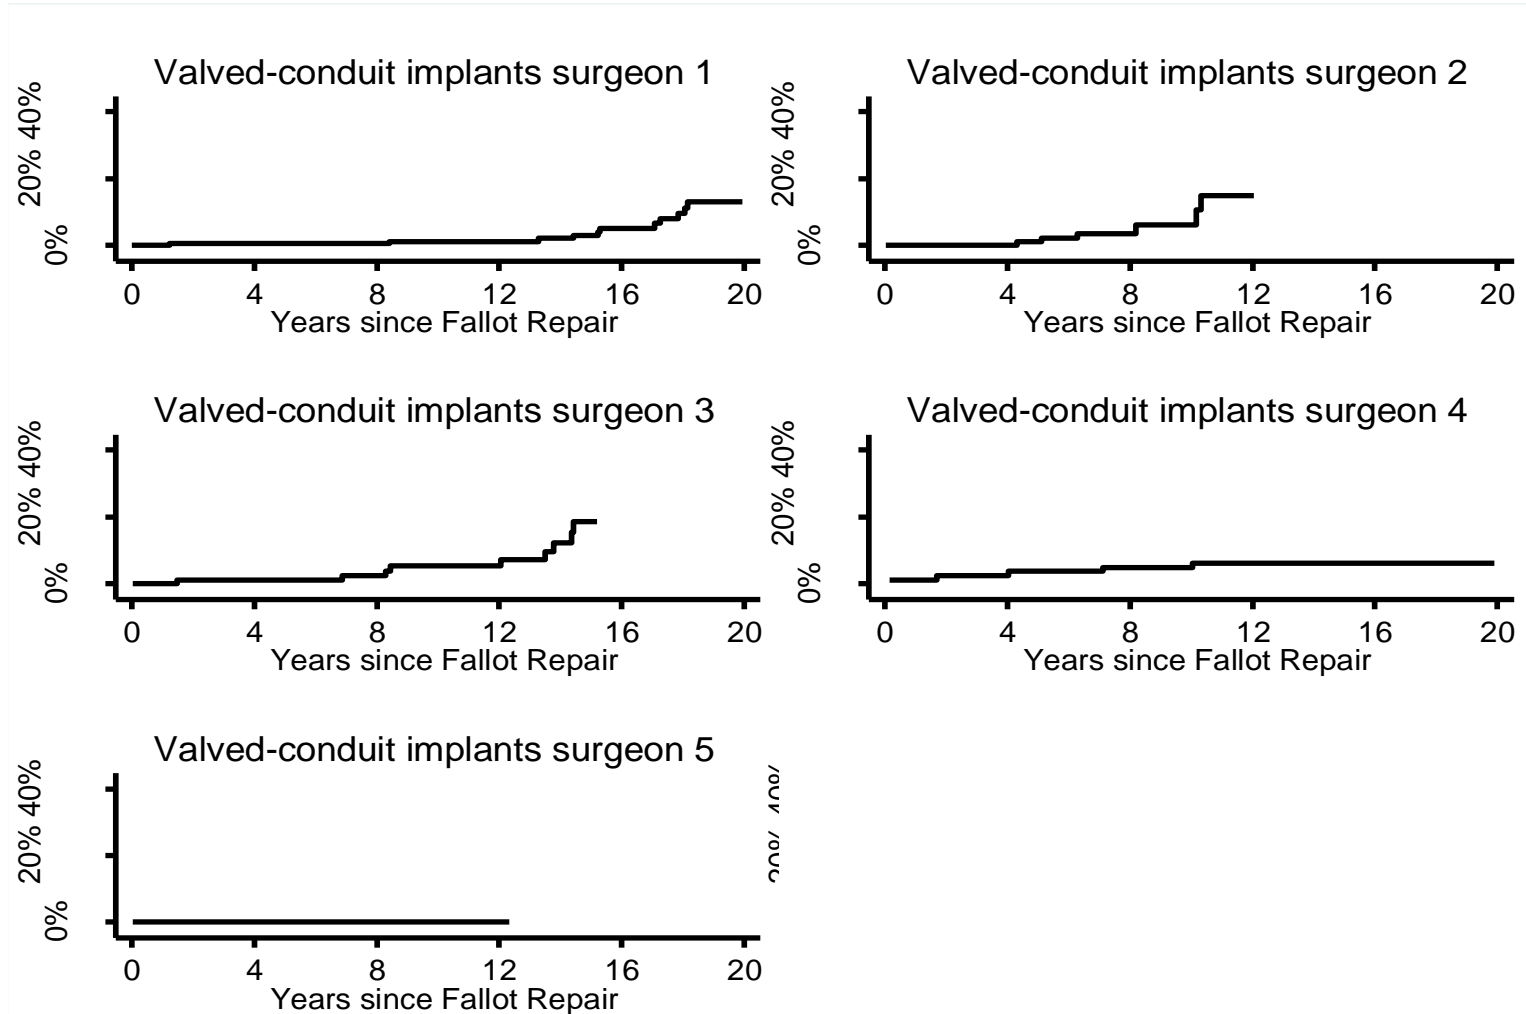 Valved-conduit implants surgeon 1
40%
20%
0%
0 4 8 12 16 20
Years since Fallot Repair
Valved-conduit implants surgeon 2
40%
20%
0%
0 4 8 12 16 20
Years since Fallot Repair
Valved-conduit implants surgeon 3
40%
20%
0%
0 4 8 12 16 20
Years since Fallot Repair
Valved-conduit implants surgeon 4
40%
20%
0%
0 4 8 12 16 20
Years since Fallot Repair
Valved-conduit implants surgeon 5
40%
20%
0%
0 4 8 12 16 20
Years since Fallot Repair